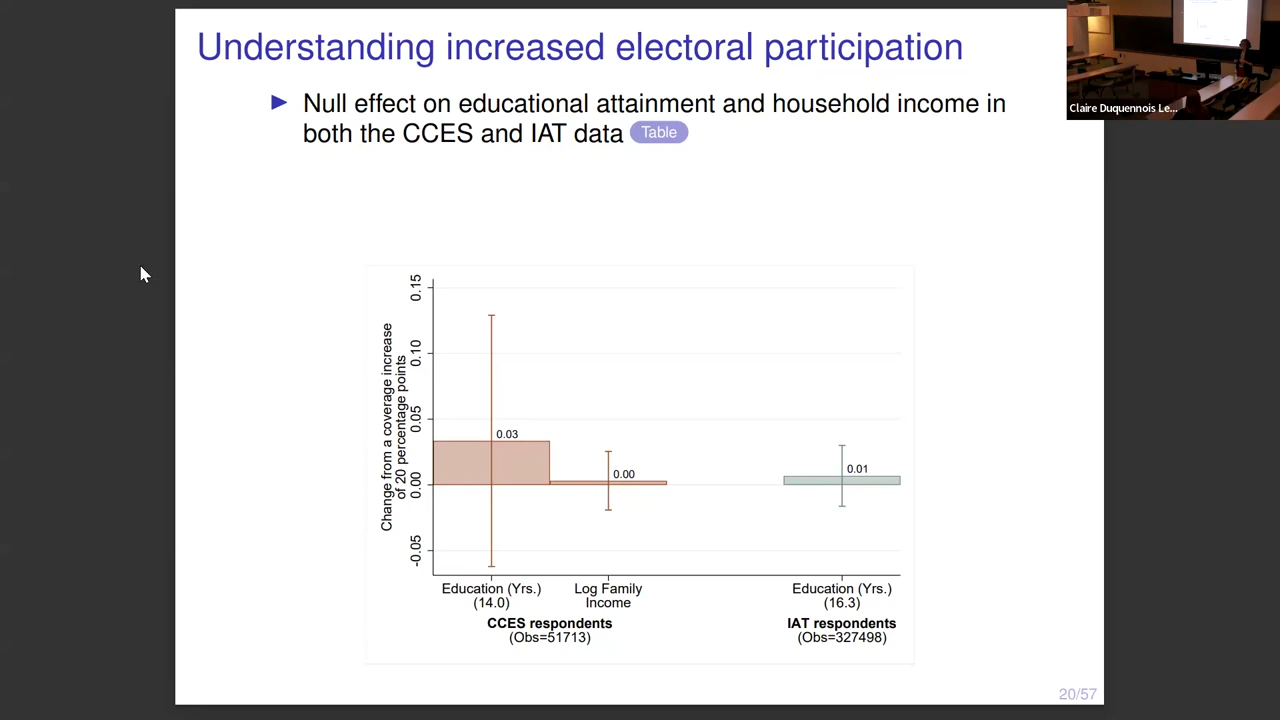 Understanding increased electoral participation
Null effect on educational attainment and household income in
both the CCES and IAT data Table
Change from a coverage increase
of 20 percentage points
0.15
0.10
0.05
0.00
-0.05
0.03
0.00
0.01
Education (Yrs.)
(14.0)
Log Family
Income
Education (Yrs.)
(16.3)
CCES respondents
(Obs=51713)
IAT respondents
(Obs=327498)
20/57
Claire Duquennois Le...